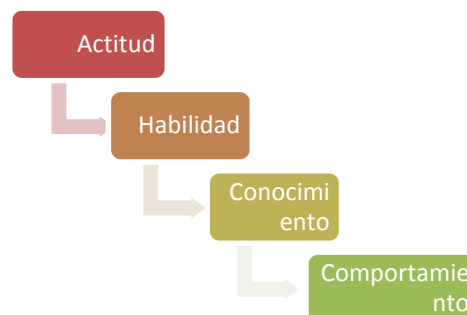 Actitud
Habilidad
Conocimi
ento
Comportamie
nto